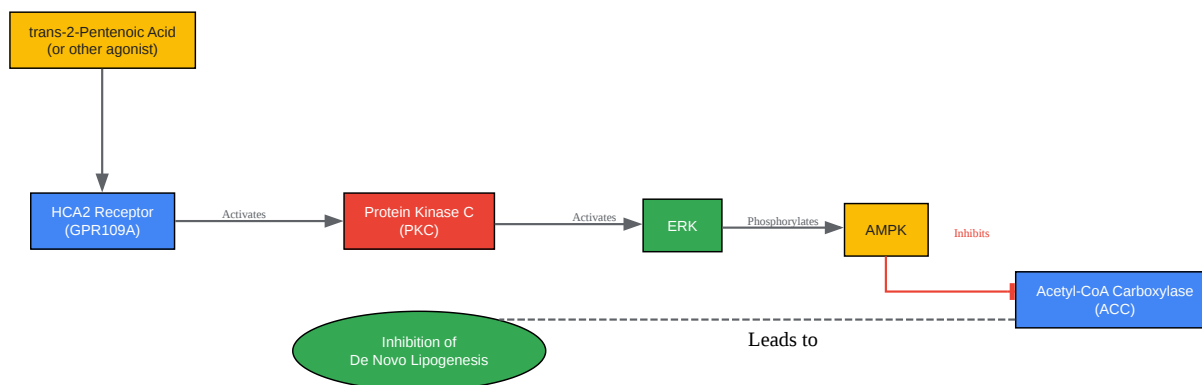 trans-2-Pentenoic Acid
(or other agonist)
HCA2 Receptor
(GPR109A)
Activates
Protein Kinase C
(PKC)
Activates
ERK
Phosphorylates
AMPK
Inhibits
Acetyl-CoA Carboxylase
(ACC)
Leads to
Inhibition of
De Novo Lipogenesis